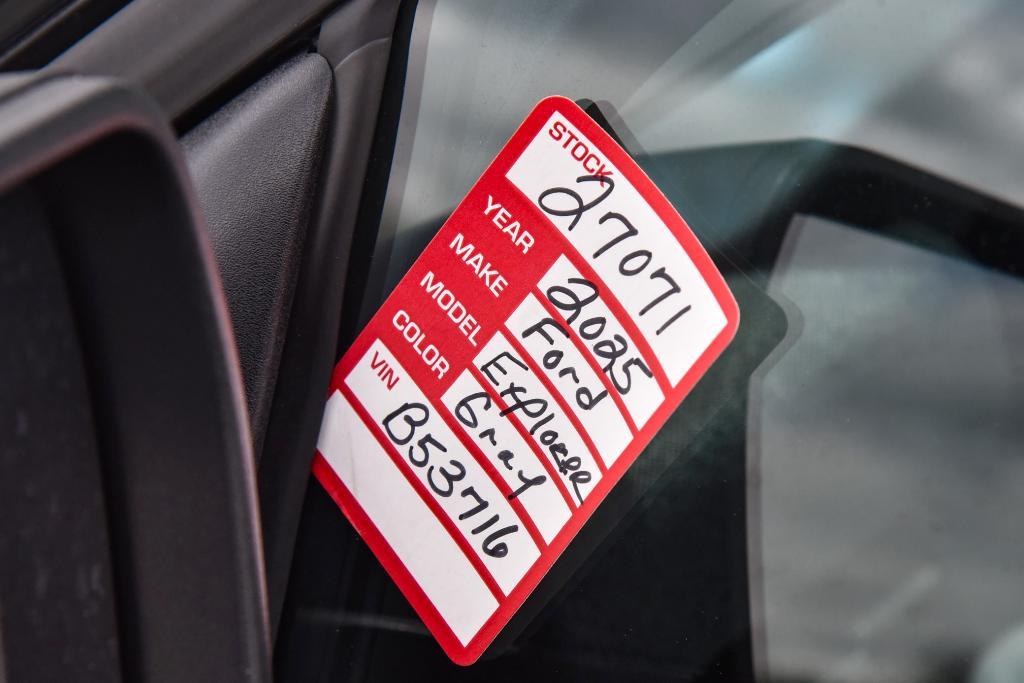 STOCK
27071
YEAR 2025
MAKE Ford
MODEL Explorer
COLOR Gray
VIN
B53716